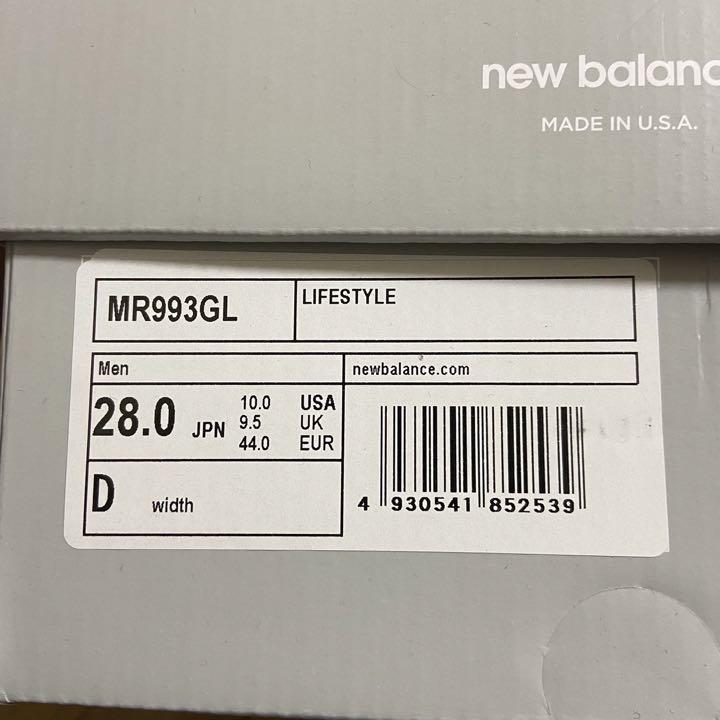 new balanc
MADE IN U.S.A.
MR993GL
LIFESTYLE
Men
newbalance.com
28.0 JPN
10.0 USA
9.5 UK
44.0 EUR
D width
4 930541 852539